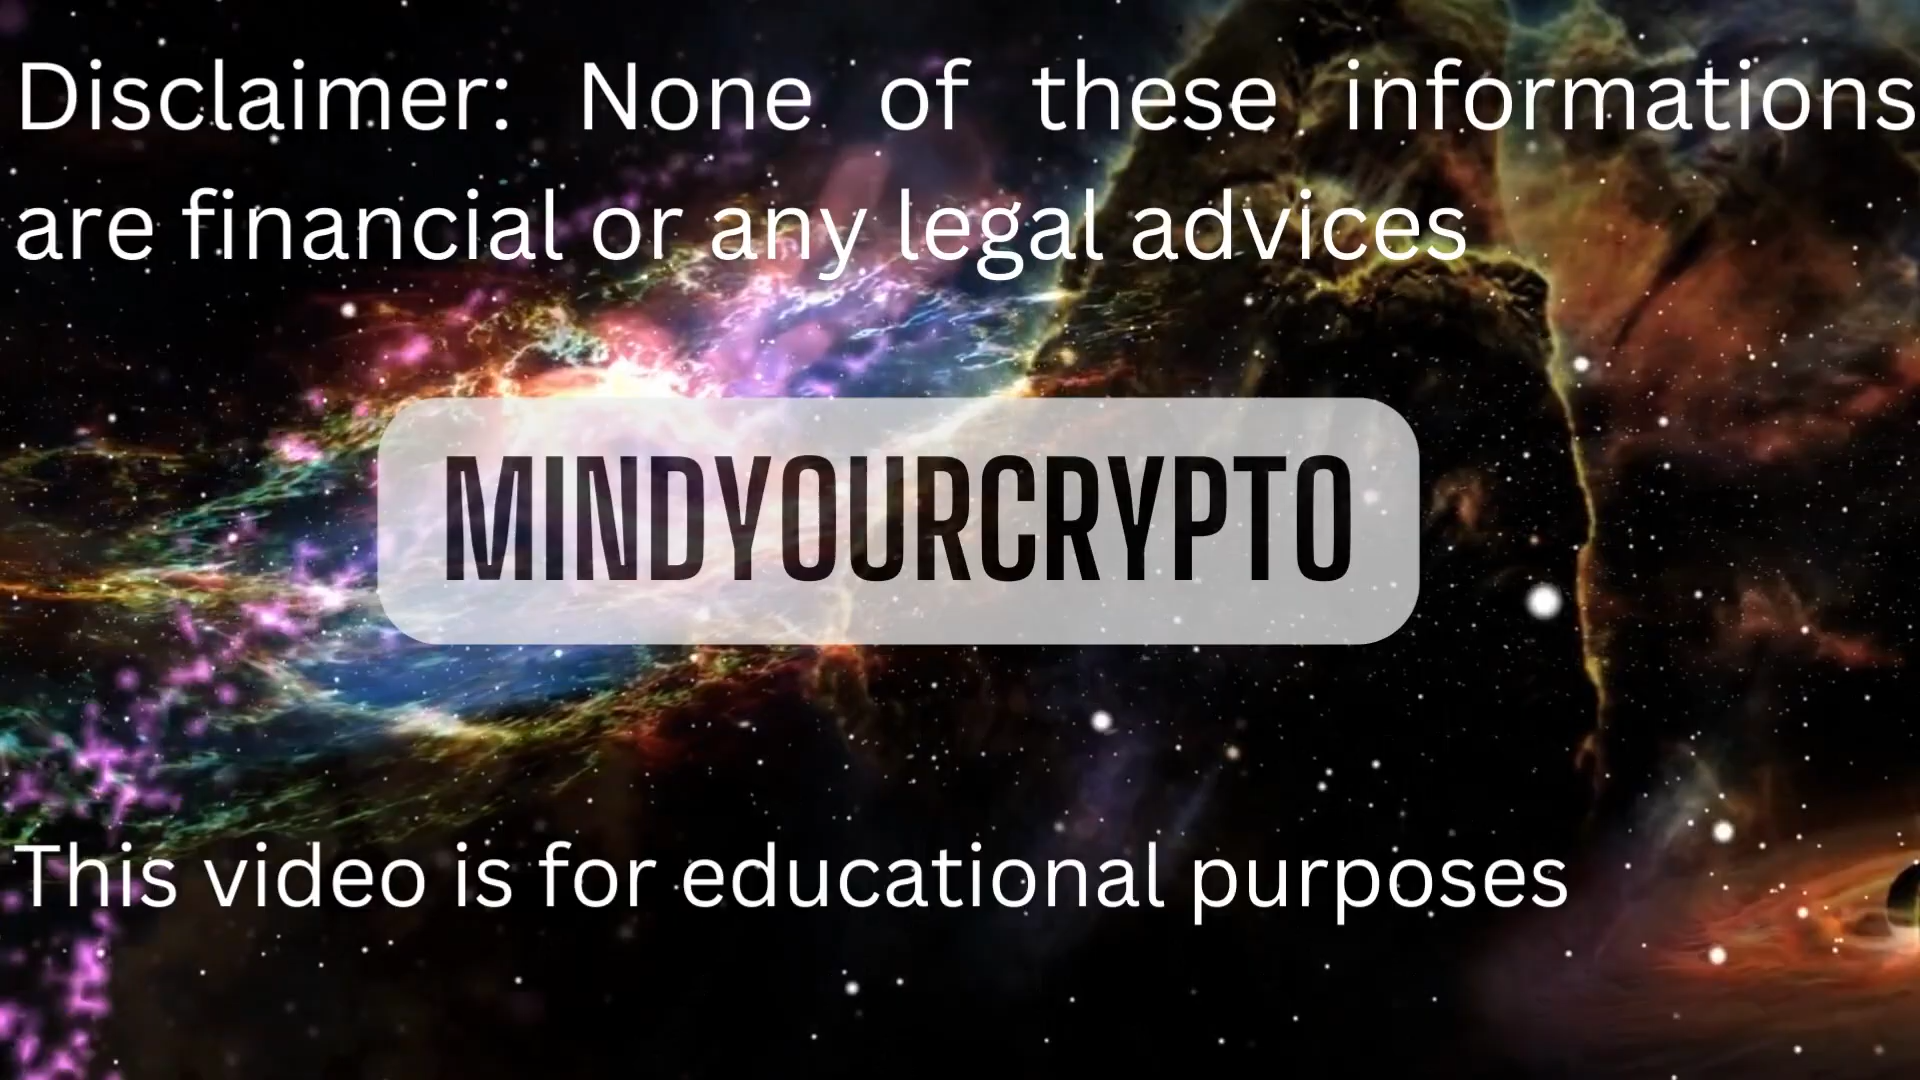 Disclaimer: None of these informations
are financial or any legal advices
MINDYOURCRYPTO
This video is for educational purposes